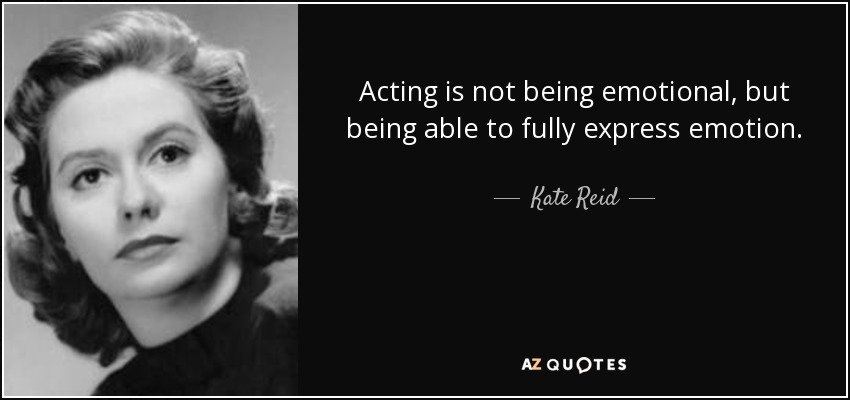 Acting is not being emotional, but
being able to fully express emotion.
Kate Reid
AZ QUOTES